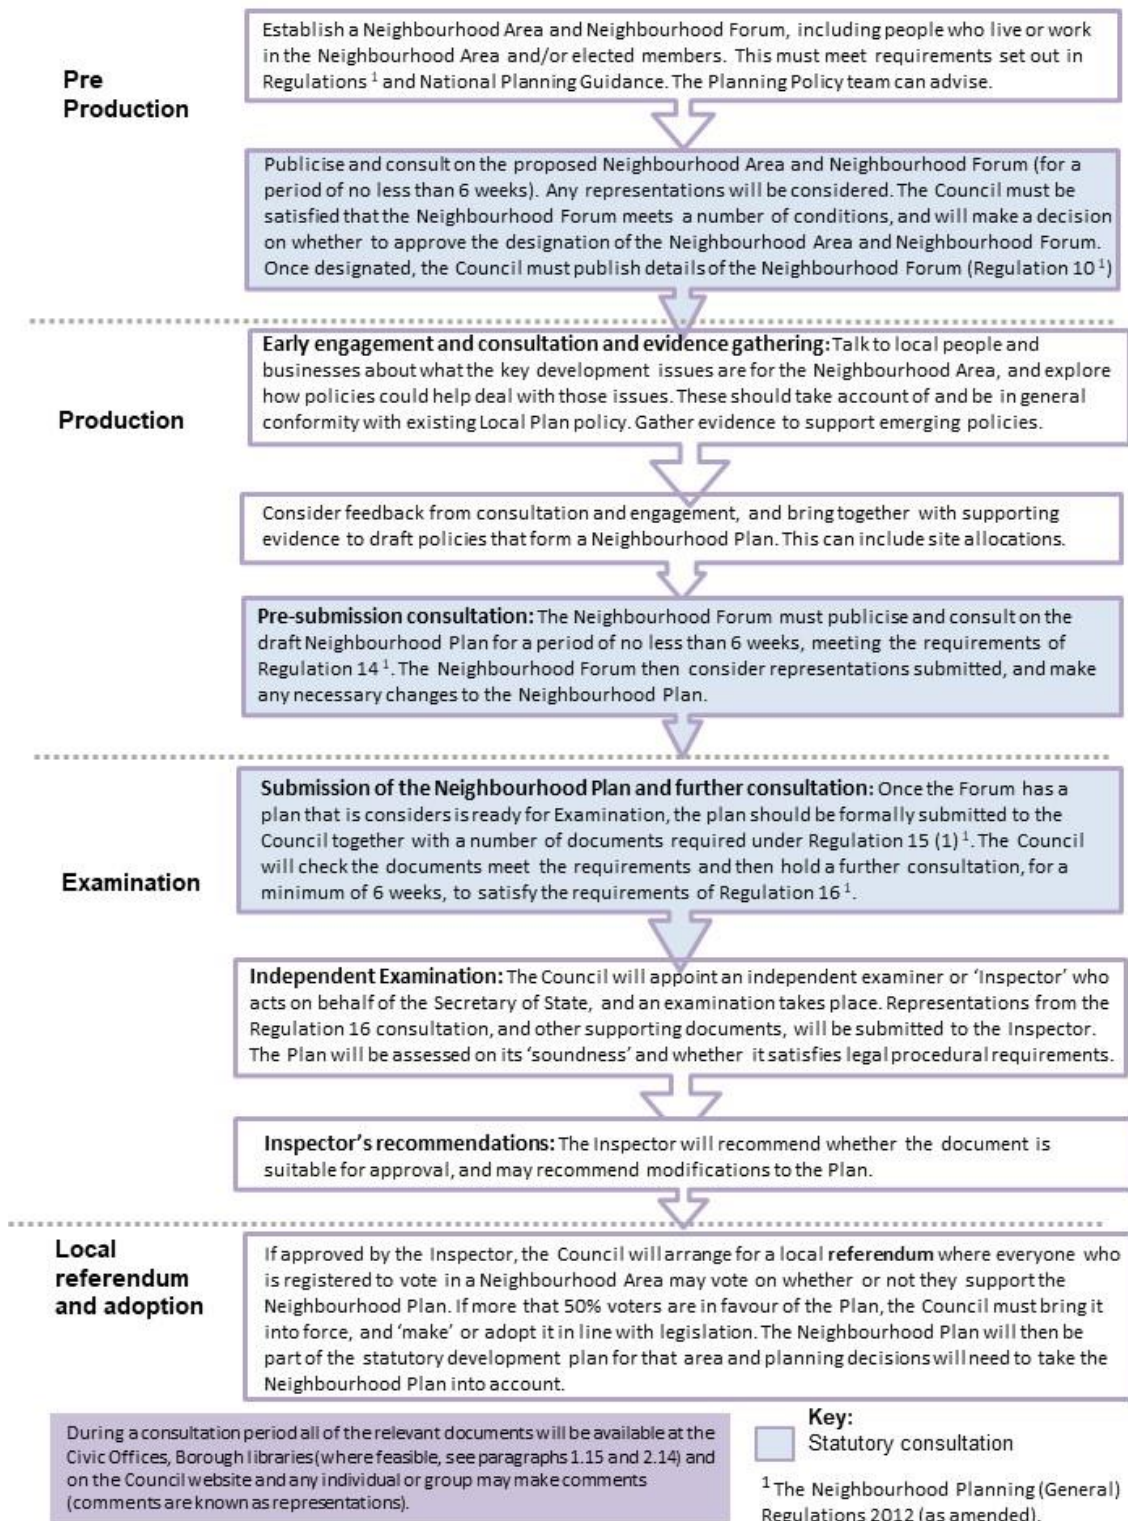 Pre
Production
Establish a Neighbourhood Area and Neighbourhood Forum, including people who live or work
in the Neighbourhood Area and/or elected members. This must meet requirements set out in
Regulations ¹ and National Planning Guidance. The Planning Policy team can advise.
Publicise and consult on the proposed Neighbourhood Area and Neighbourhood Forum (for a
period of no less than 6 weeks). Any representations will be considered. The Council must be
satisfied that the Neighbourhood Forum meets a number of conditions, and will make a decision
on whether to approve the designation of the Neighbourhood Area and Neighbourhood Forum.
Once designated, the Council must publish details of the Neighbourhood Forum (Regulation 10 ¹)
Production
Early engagement and consultation and evidence gathering: Talk to local people and
businesses about what the key development issues are for the Neighbourhood Area, and explore
how policies could help deal with those issues. These should take account of and be in general
conformity with existing Local Plan policy. Gather evidence to support emerging policies.
Consider feedback from consultation and engagement, and bring together with supporting
evidence to draft policies that form a Neighbourhood Plan. This can include site allocations.
Pre-submission consultation: The Neighbourhood Forum must publicise and consult on the
draft Neighbourhood Plan for a period of no less than 6 weeks, meeting the requirements of
Regulation 14 ¹. The Neighbourhood Forum then consider representations submitted, and make
any necessary changes to the Neighbourhood Plan.
Examination
Submission of the Neighbourhood Plan and further consultation: Once the Forum has a
plan that is considers is ready for Examination, the plan should be formally submitted to the
Council together with a number of documents required under Regulation 15 (1) ¹. The Council
will check the documents meet the requirements and then hold a further consultation, for a
minimum of 6 weeks, to satisfy the requirements of Regulation 16 ¹.
Independent Examination: The Council will appoint an independent examiner or ‘Inspector’ who
acts on behalf of the Secretary of State, and an examination takes place. Representations from the
Regulation 16 consultation, and other supporting documents, will be submitted to the Inspector.
The Plan will be assessed on its ‘soundness’ and whether it satisfies legal procedural requirements.
Inspector’s recommendations: The Inspector will recommend whether the document is
suitable for approval, and may recommend modifications to the Plan.
Local
referendum
and adoption
If approved by the Inspector, the Council will arrange for a local referendum where everyone who
is registered to vote in a Neighbourhood Area may vote on whether or not they support the
Neighbourhood Plan. If more that 50% voters are in favour of the Plan, the Council must bring it
into force, and ‘make’ or adopt it in line with legislation. The Neighbourhood Plan will then be
part of the statutory development plan for that area and planning decisions will need to take the
Neighbourhood Plan into account.
During a consultation period all of the relevant documents will be available at the
Civic Offices, Borough libraries (where feasible, see paragraphs 1.15 and 2.14) and
on the Council website and any individual or group may make comments
(comments are known as representations).
Key:
Statutory consultation
¹ The Neighbourhood Planning (General)
Regulations 2012 (as amended).